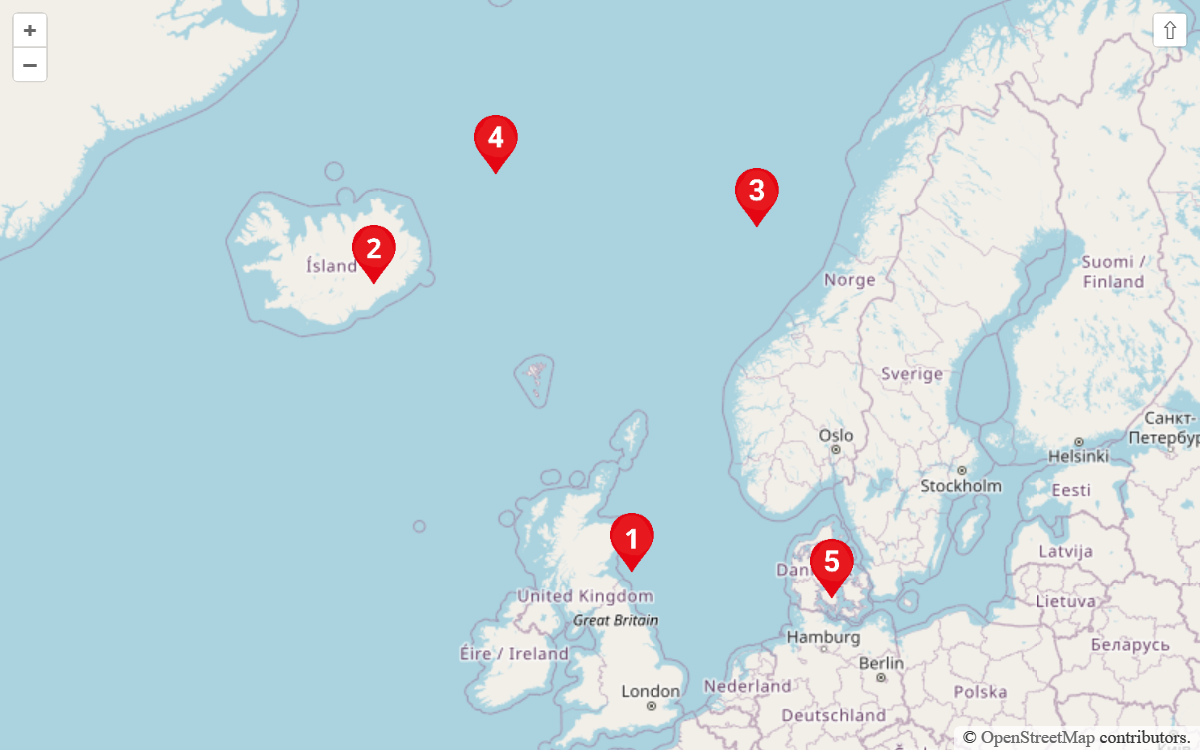 +
−
⇧
4
3
2
Ísland
Norge
Suomi /
Finland
Sverige
Oslo
Санкт-
Петербур
Helsinki
Stockholm
Eesti
1
5
Latvija
Dan
United Kingdom
Lietuva
Great Britain
Hamburg
Беларусь
Éire / Ireland
Berlin
London
Nederland
Polska
Deutschland
© OpenStreetMap contributors.